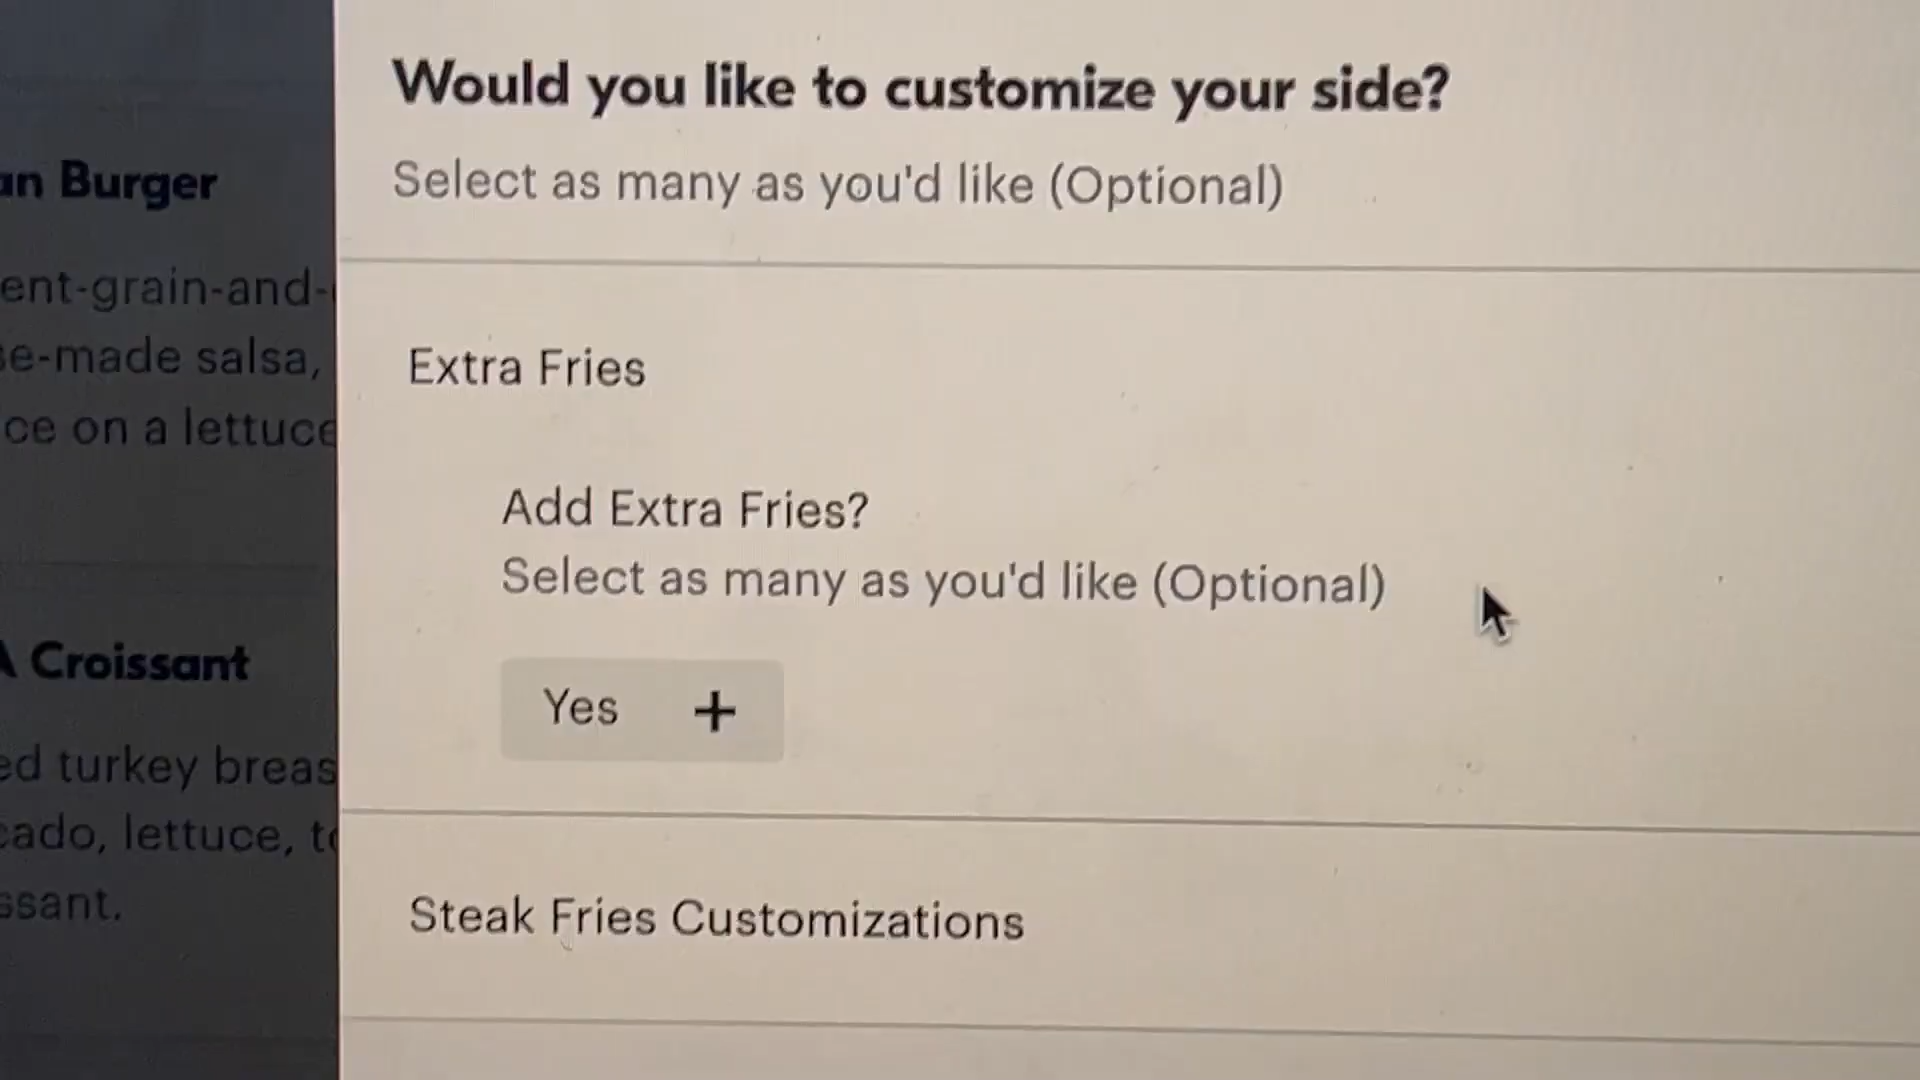 Would you like to customize your side?
Select as many as you'd like (Optional)
Extra Fries
Add Extra Fries?
Select as many as you'd like (Optional)
Yes +
Steak Fries Customizations
an Burger
ent-grain-and-
se-made salsa,
ce on a lettuce
A Croissant
ed turkey breas
cado, lettuce, to
ssant.